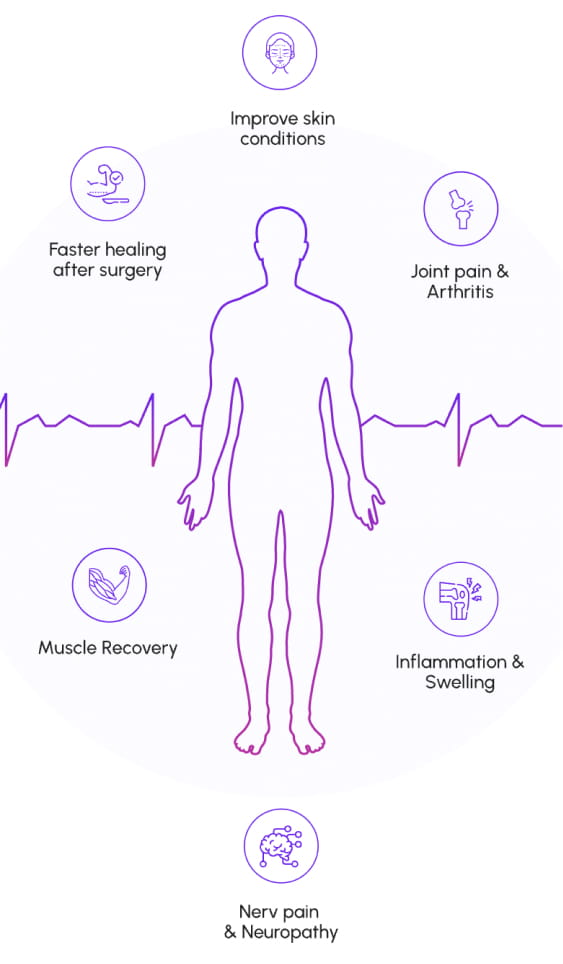 Improve skin
conditions
Faster healing
after surgery
Joint pain &
Arthritis
Muscle Recovery
Inflammation &
Swelling
Nerv pain
& Neuropathy